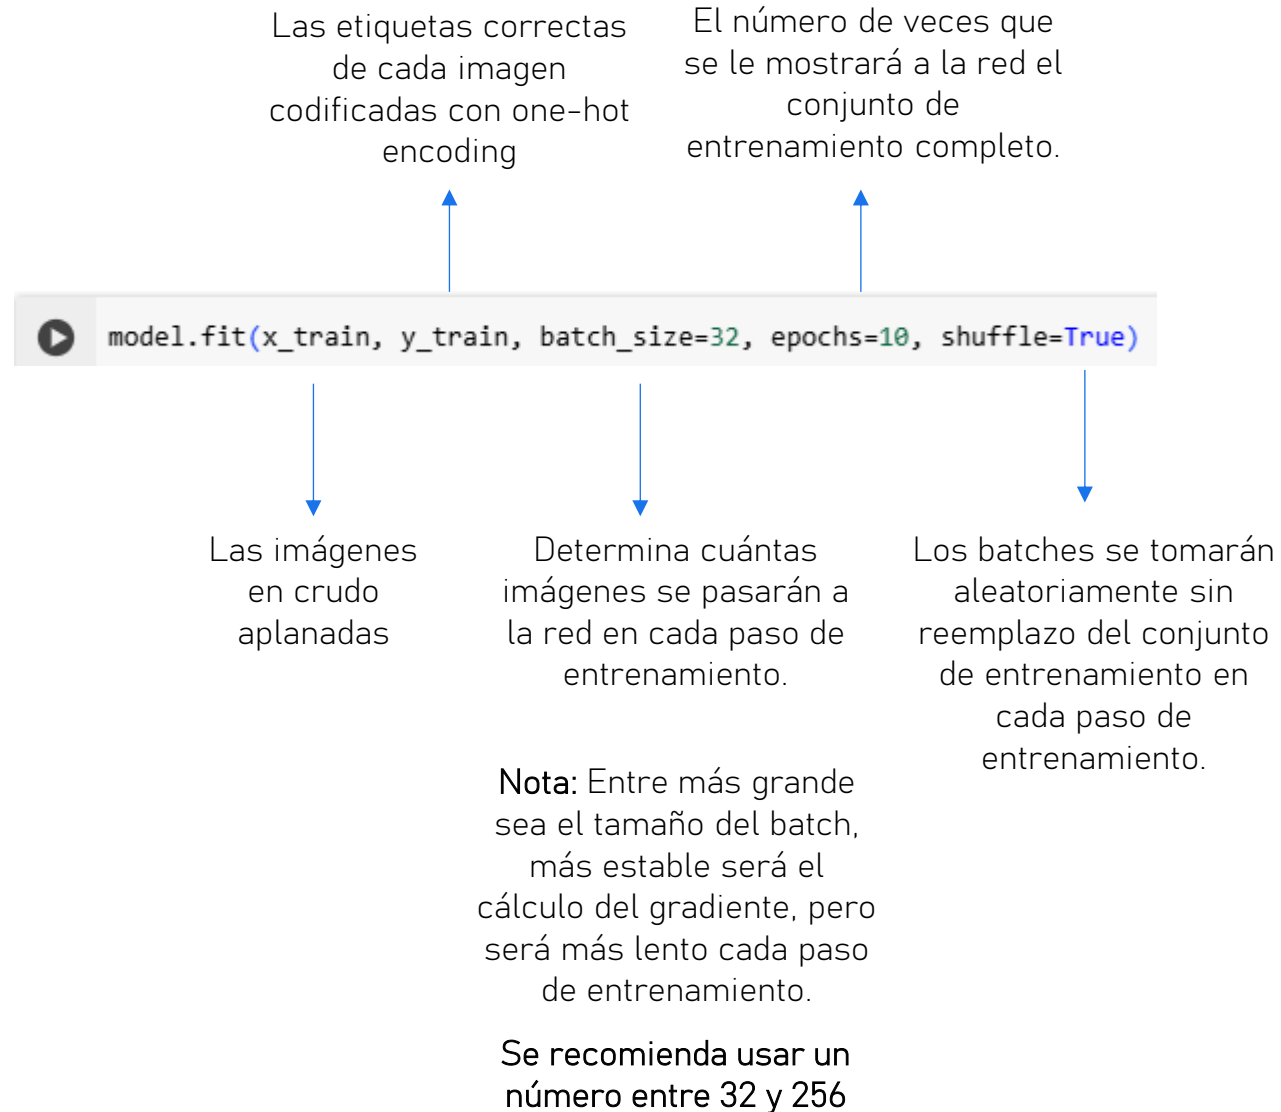 Las etiquetas correctas
de cada imagen
codificadas con one-hot
encoding
El número de veces que
se le mostrará a la red el
conjunto de
entrenamiento completo.
model.fit(x_train, y_train, batch_size=32, epochs=10, shuffle=True)
Las imágenes
en crudo
aplanadas
Determina cuántas
imágenes se pasarán a
la red en cada paso de
entrenamiento.
Nota: Entre más grande
sea el tamaño del batch,
más estable será el
cálculo del gradiente, pero
será más lento cada paso
de entrenamiento.
Se recomienda usar un
número entre 32 y 256
Los batches se tomarán
aleatoriamente sin
reemplazo del conjunto
de entrenamiento en
cada paso de
entrenamiento.